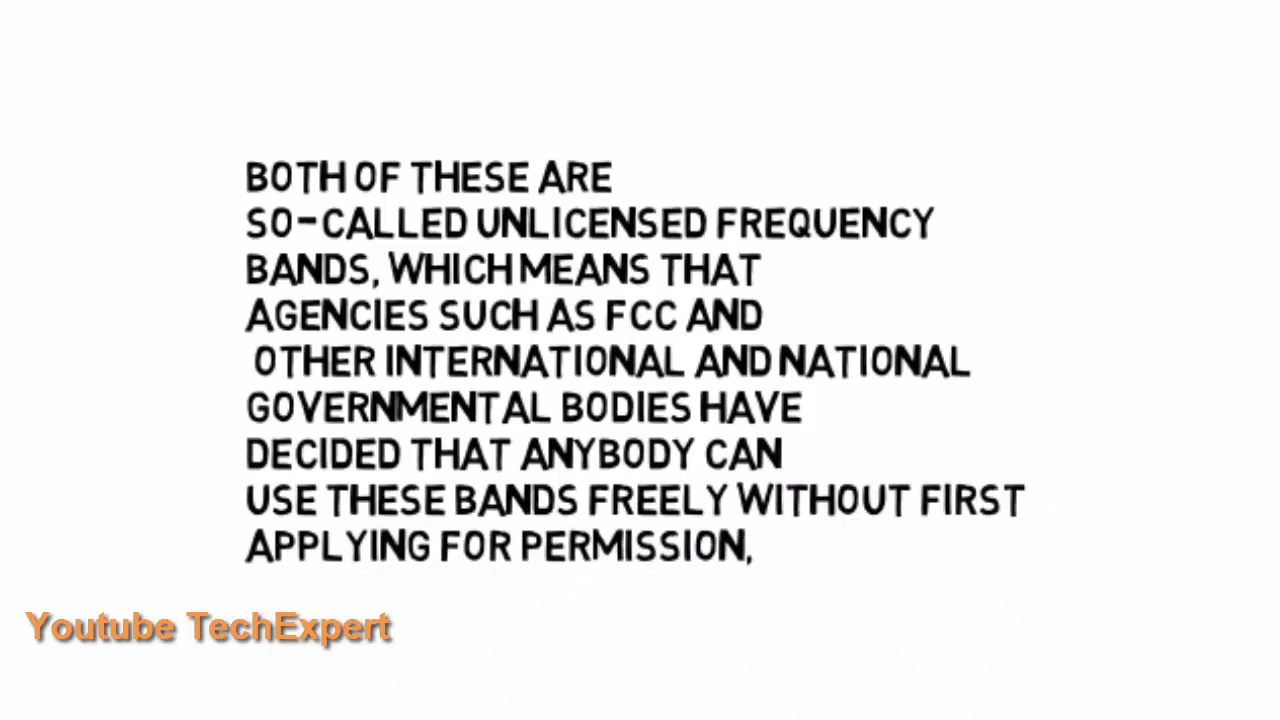 BOTH OF THESE ARE
SO-CALLED UNLICENSED FREQUENCY
BANDS, WHICH MEANS THAT
AGENCIES SUCH AS FCC AND
OTHER INTERNATIONAL AND NATIONAL
GOVERNMENTAL BODIES HAVE
DECIDED THAT ANYBODY CAN
USE THESE BANDS FREELY WITHOUT FIRST
APPLYING FOR PERMISSION,
Youtube TechExpert